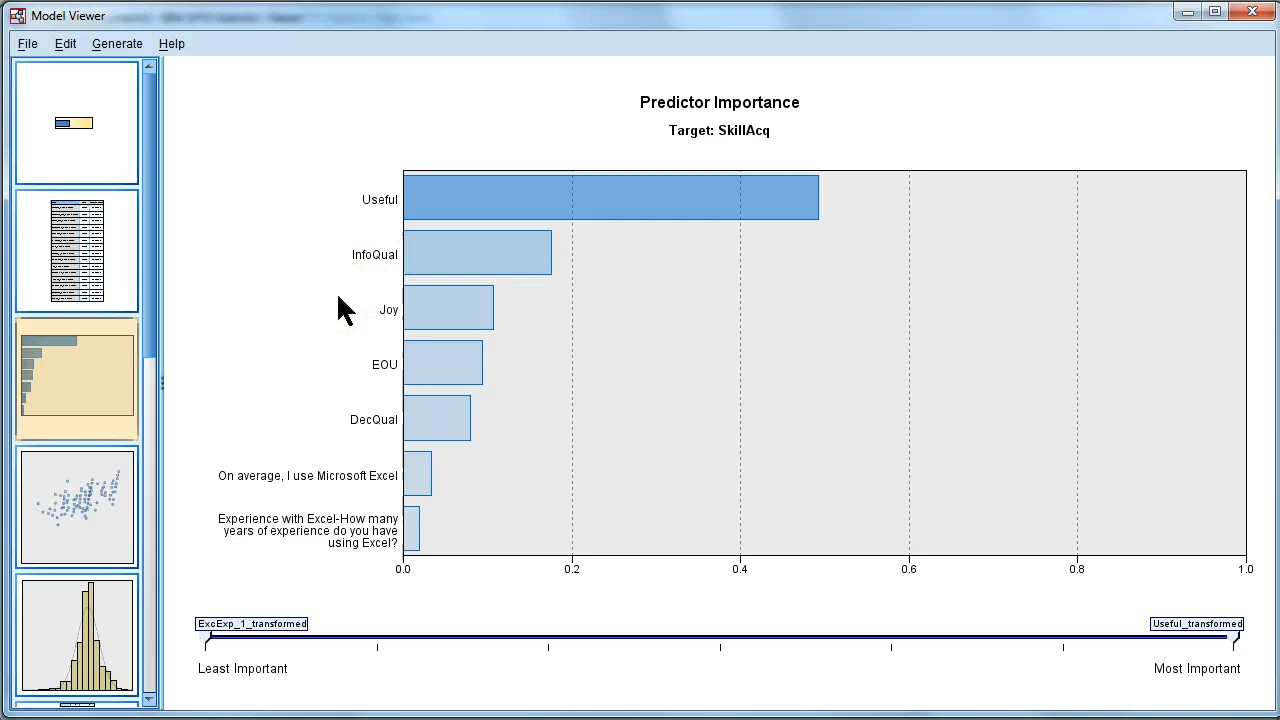 Model Viewer
File Edit Generate Help
Predictor Importance
Target: SkillAcq
Useful
InfoQual
Joy
EOU
DecQual
On average, I use Microsoft Excel
Experience with Excel-How many
years of experience do you have
using Excel?
0.0 0.2 0.4 0.6 0.8 1.0
ExcExp_1_transformed Useful_transformed
Least Important Most Important